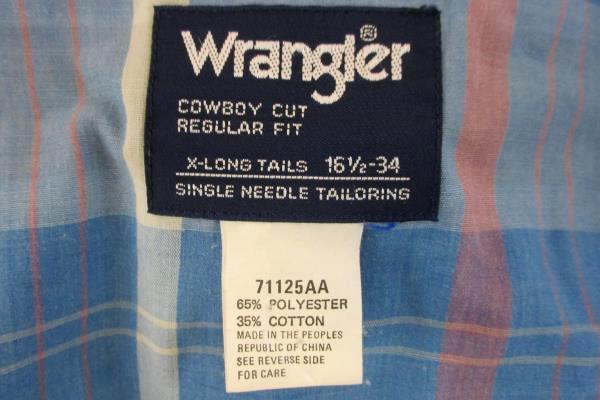 Wrangler®
COWBOY CUT
REGULAR FIT
X-LONG TAILS 16½-34
SINGLE NEEDLE TAILORING
71125AA
65% POLYESTER
35% COTTON
MADE IN THE PEOPLES
REPUBLIC OF CHINA
SEE REVERSE SIDE
FOR CARE